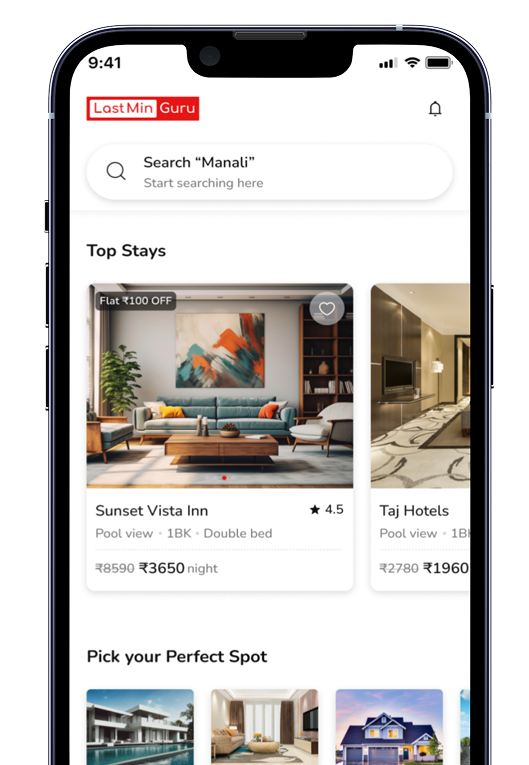 9:41
LastMin Guru
Search “Manali”
Start searching here
Top Stays
Flat ₹100 OFF
Sunset Vista Inn
★ 4.5
Pool view • 1BK • Double bed
₹8590 ₹3650 night
Taj Hotels
Pool view • 1B
₹2780 ₹1960
Pick your Perfect Spot